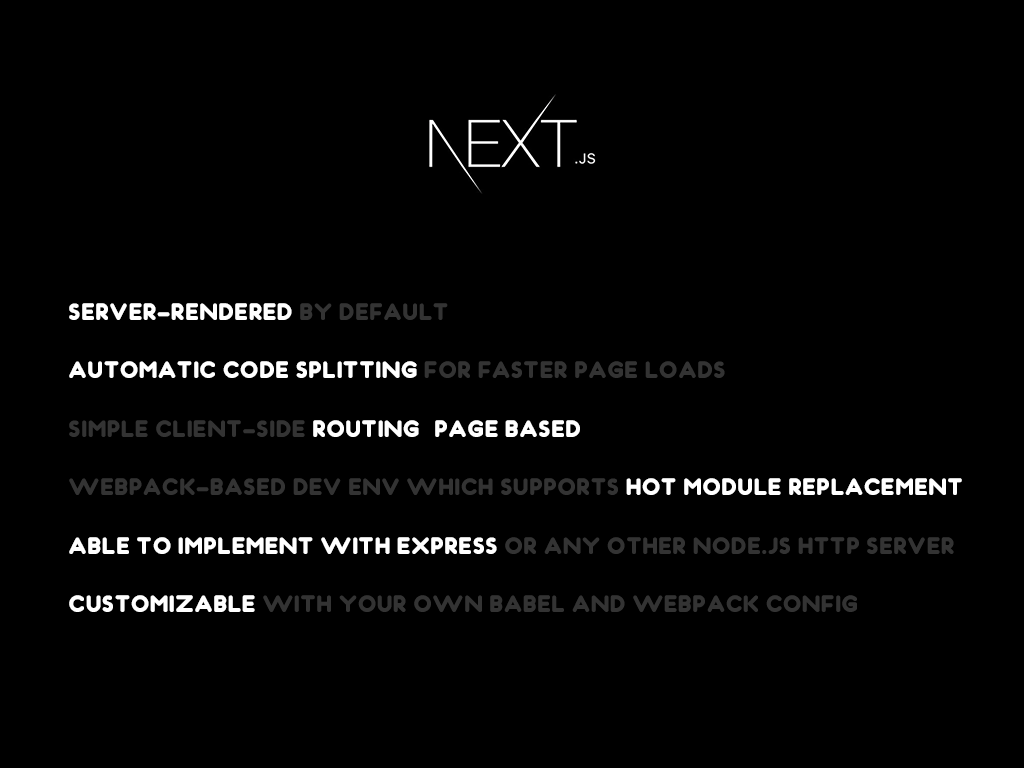 NEXT.JS
SERVER-RENDERED BY DEFAULT
AUTOMATIC CODE SPLITTING FOR FASTER PAGE LOADS
SIMPLE CLIENT-SIDE ROUTING PAGE BASED
WEBPACK-BASED DEV ENV WHICH SUPPORTS HOT MODULE REPLACEMENT
ABLE TO IMPLEMENT WITH EXPRESS OR ANY OTHER NODE.JS HTTP SERVER
CUSTOMIZABLE WITH YOUR OWN BABEL AND WEBPACK CONFIG